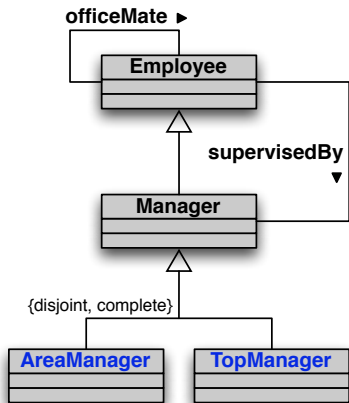 officeMate ▸
Employee
supervisedBy
▾
Manager
{disjoint, complete}
AreaManager
TopManager